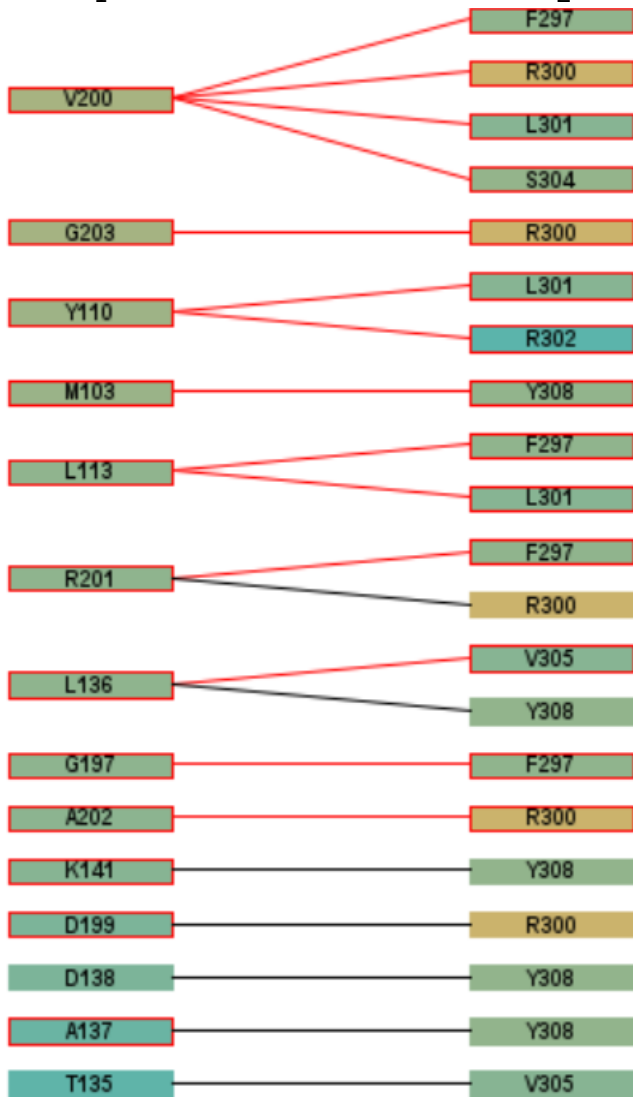 F297
R300
V200
L301
S304
G203 R300
L301
Y110
R302
M103 Y308
F297
L113
L301
F297
R201
R300
V305
L136
Y308
G197 F297
A202 R300
K141 Y308
D199 R300
D138 Y308
A137 Y308
T135 V305